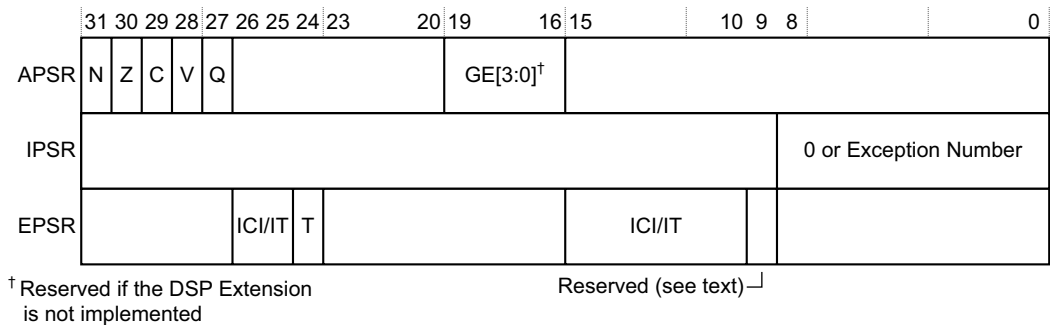 31 30 29 28 27 26 25 24 23 20 19 16 15 10 9 8 0
APSR N Z C V Q GE[3:0]†
IPSR 0 or Exception Number
EPSR ICI/IT T ICI/IT
† Reserved if the DSP Extension
is not implemented
Reserved (see text)